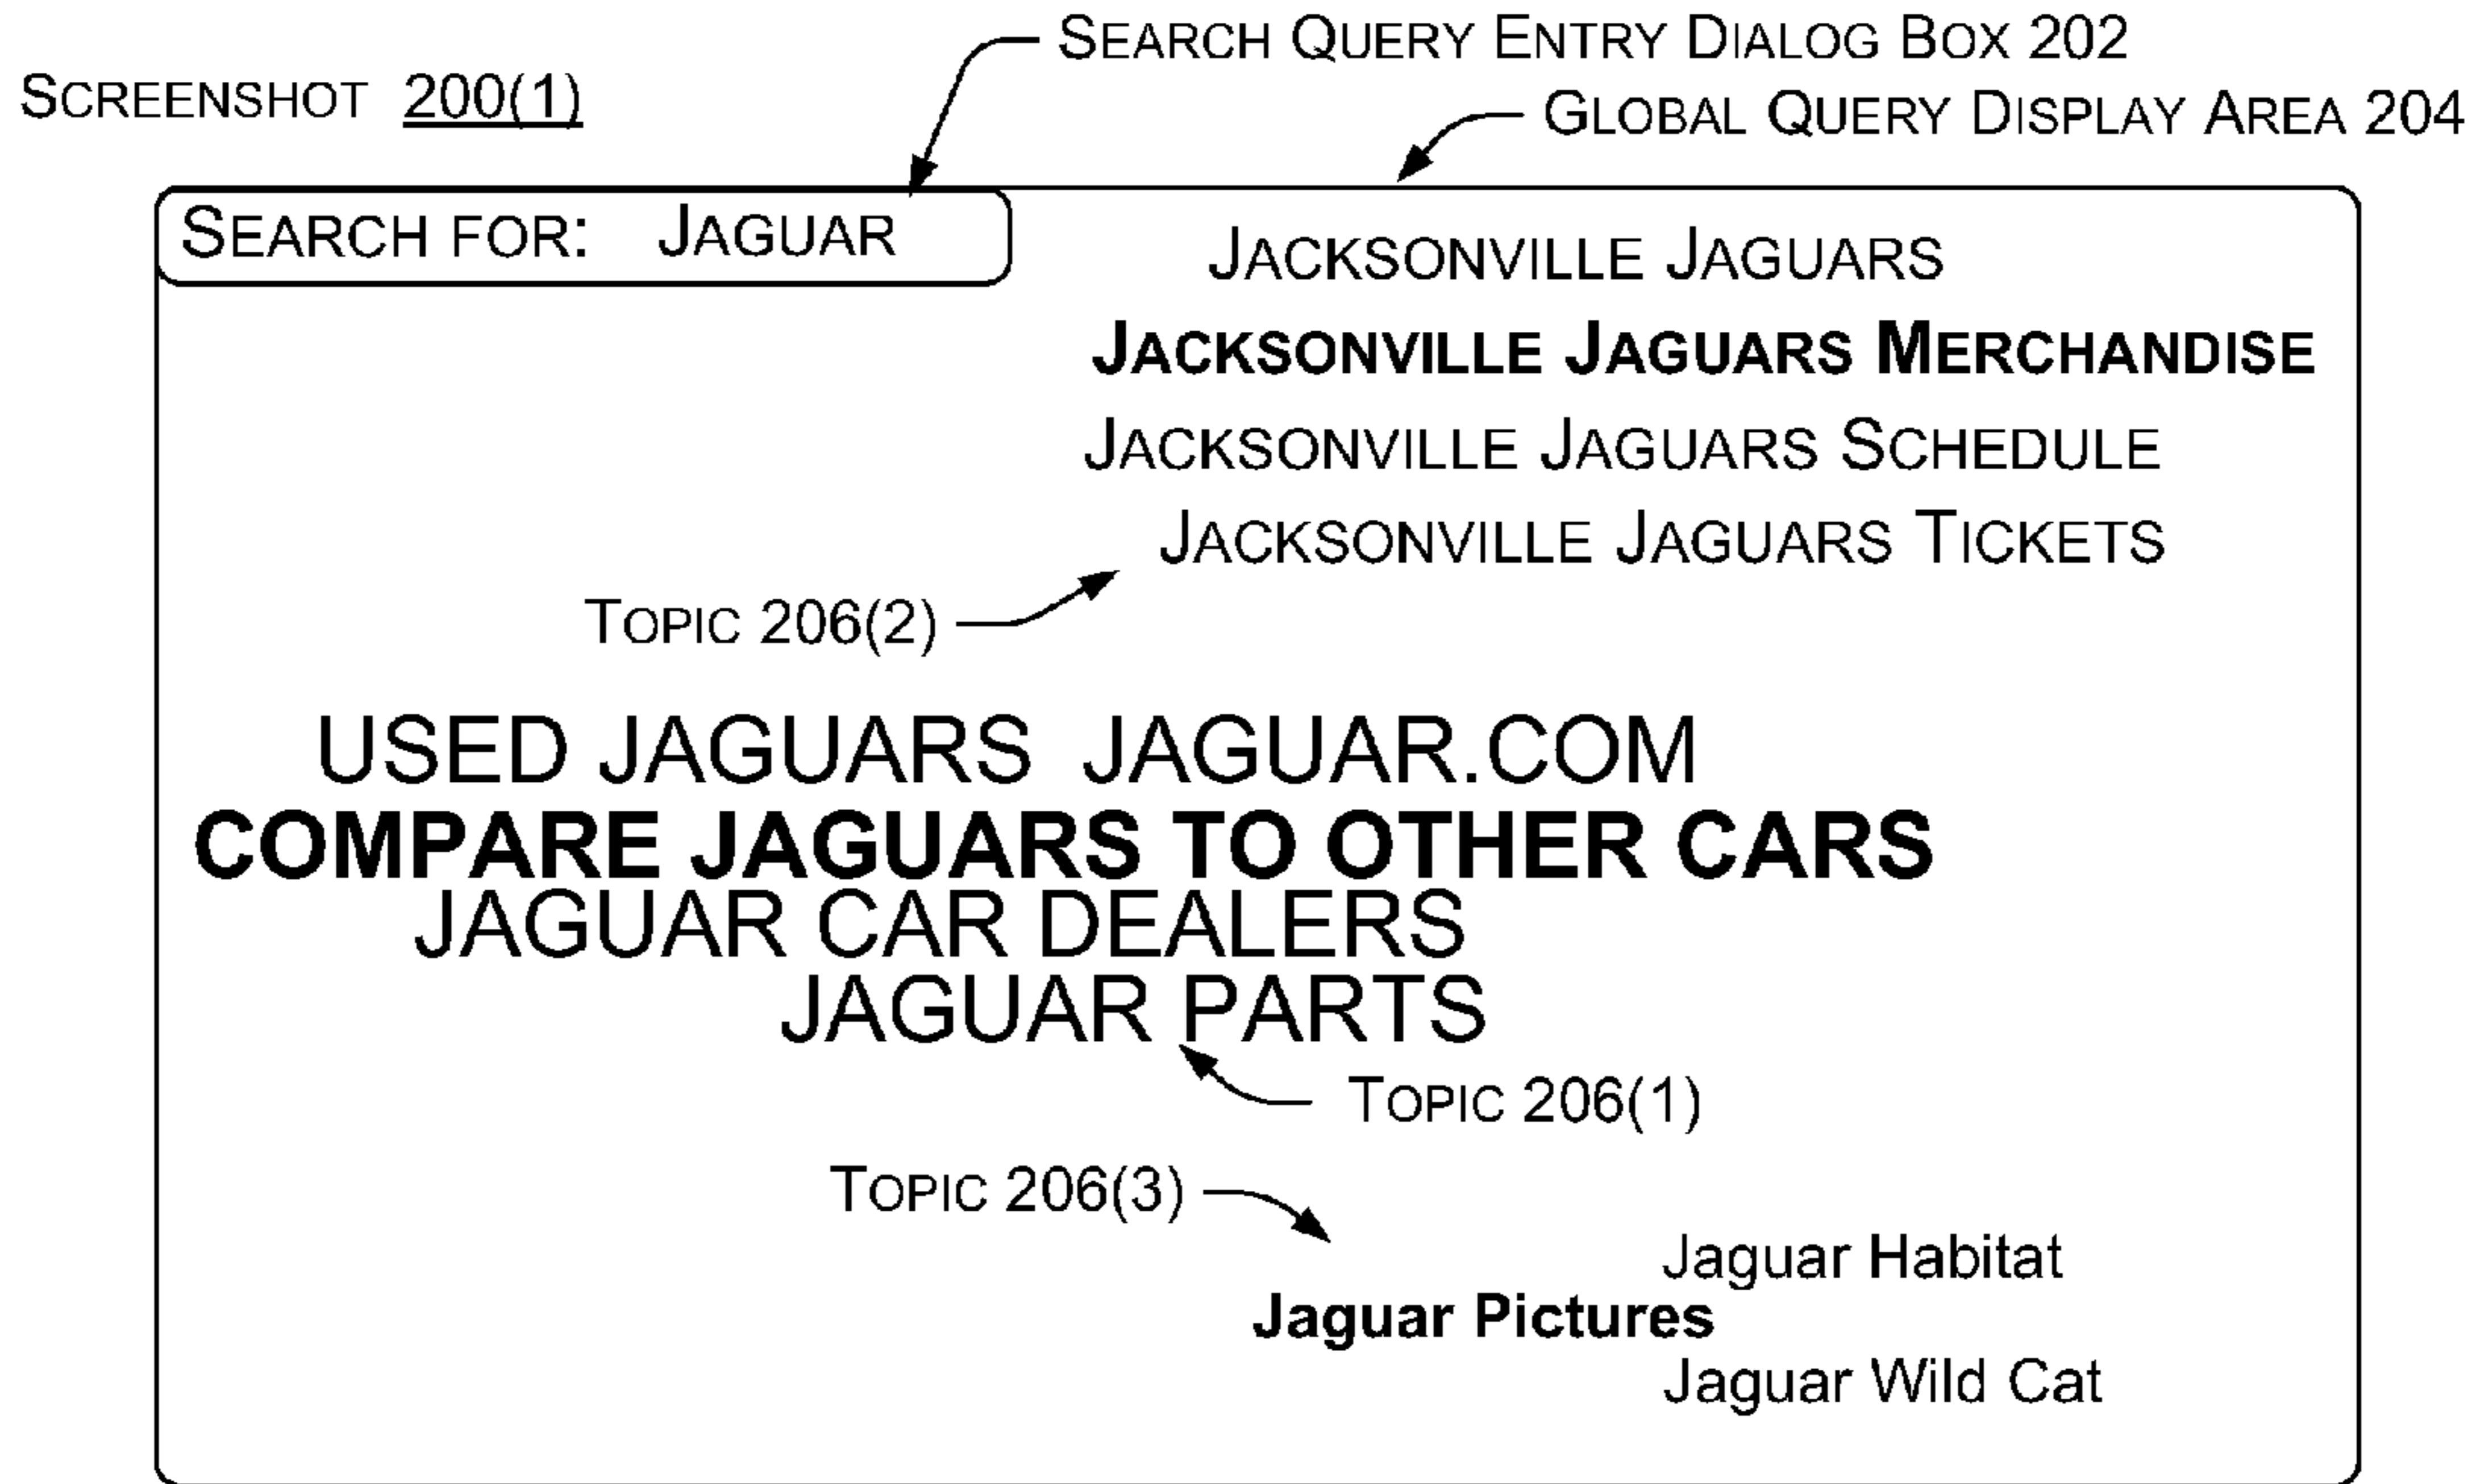 SEARCH QUERY ENTRY DIALOG BOX 202
SCREENSHOT 200(1)
GLOBAL QUERY DISPLAY AREA 204
SEARCH FOR: JAGUAR
JACKSONVILLE JAGUARS
JACKSONVILLE JAGUARS MERCHANDISE
JACKSONVILLE JAGUARS SCHEDULE
JACKSONVILLE JAGUARS TICKETS
TOPIC 206(2)
USED JAGUARS JAGUAR.COM
COMPARE JAGUARS TO OTHER CARS
JAGUAR CAR DEALERS
JAGUAR PARTS
TOPIC 206(1)
TOPIC 206(3)
Jaguar Habitat
Jaguar Pictures
Jaguar Wild Cat